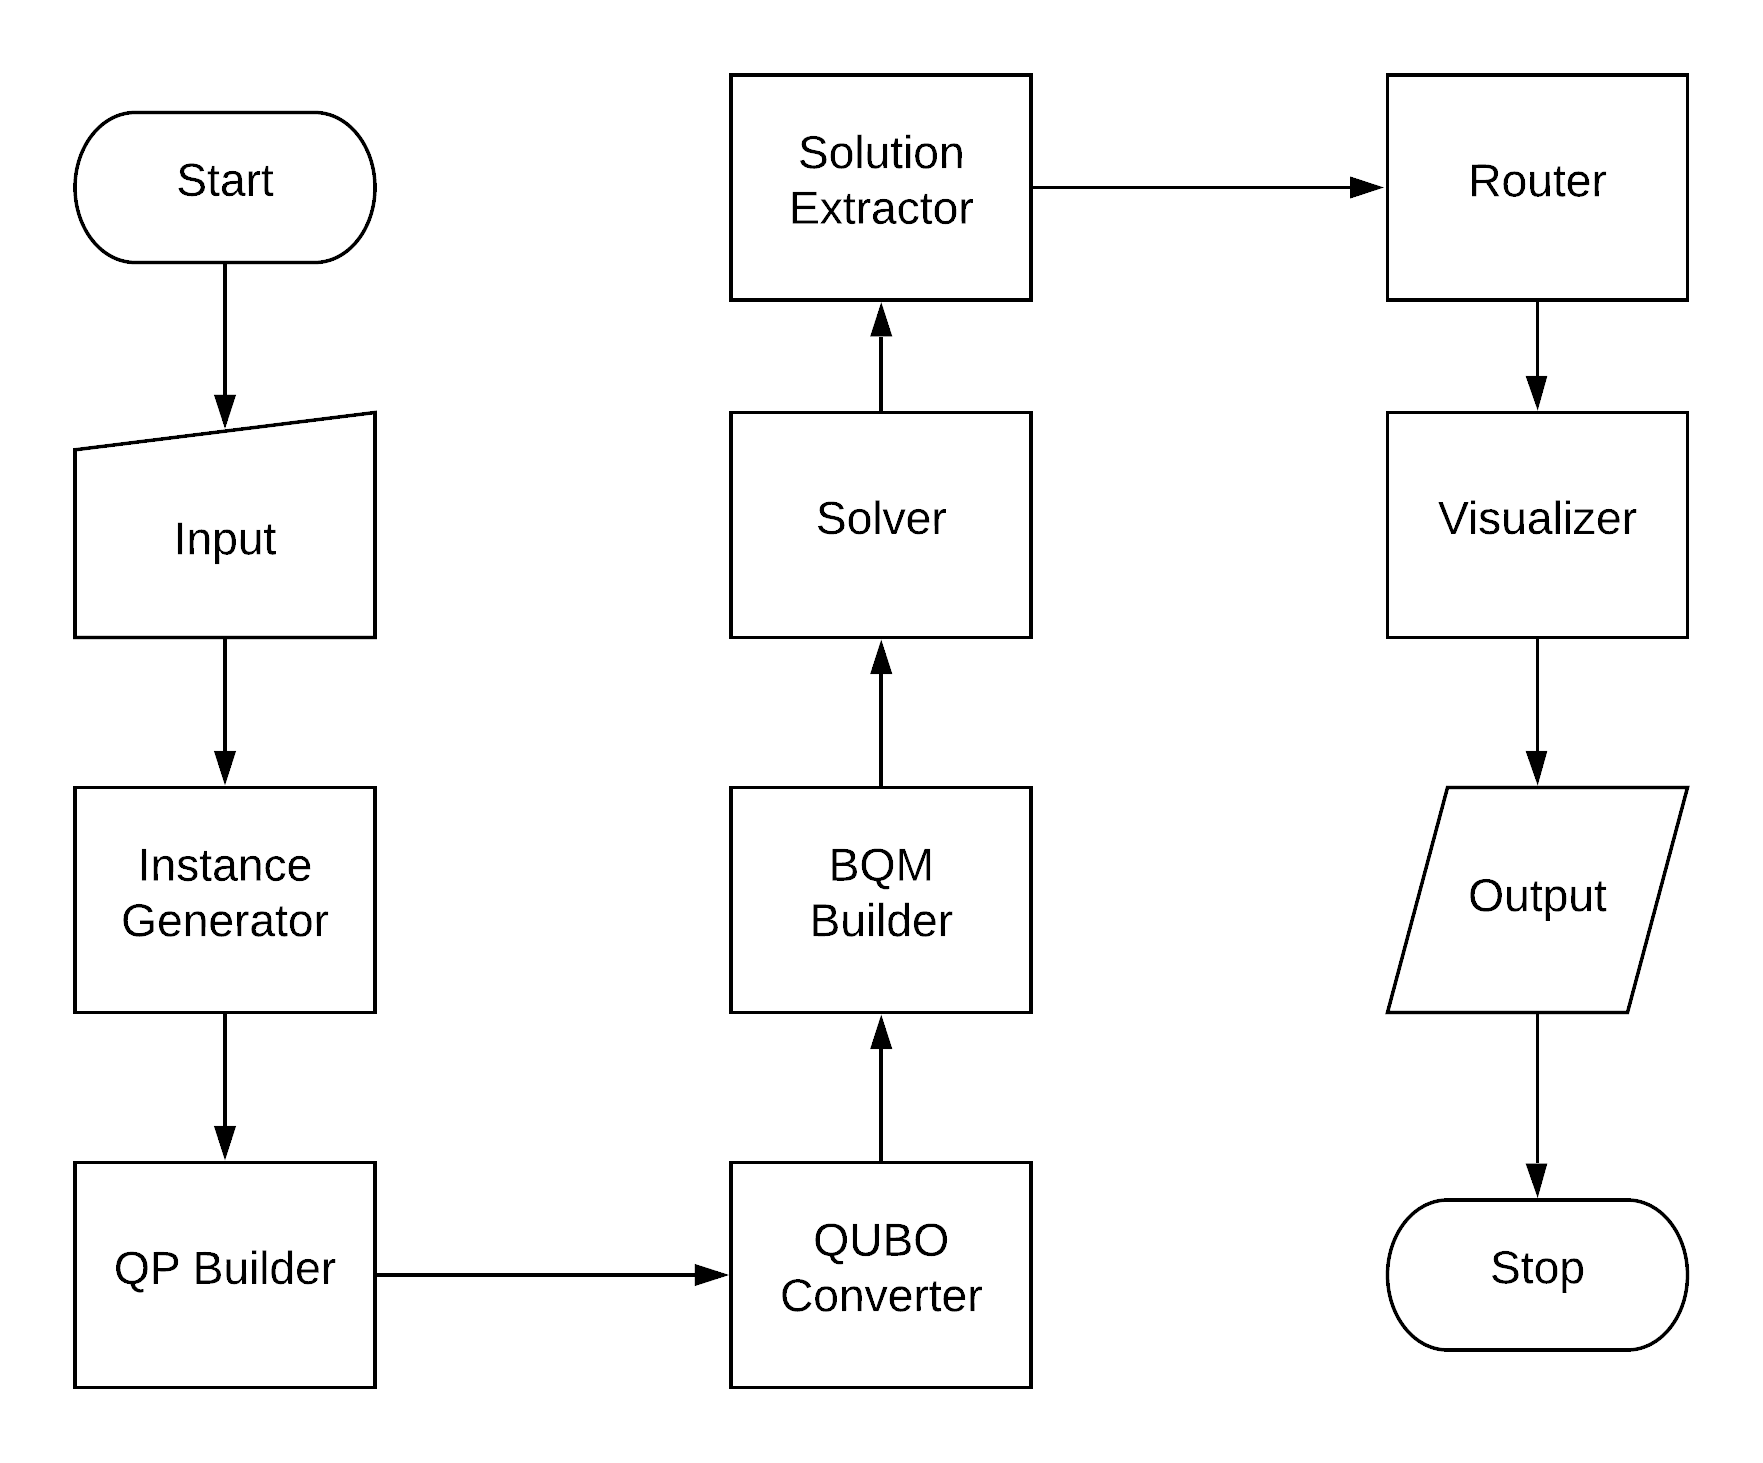 Start
Input
Instance
Generator
QP Builder
QUBO
Converter
BQM
Builder
Solver
Solution
Extractor
Router
Visualizer
Output
Stop